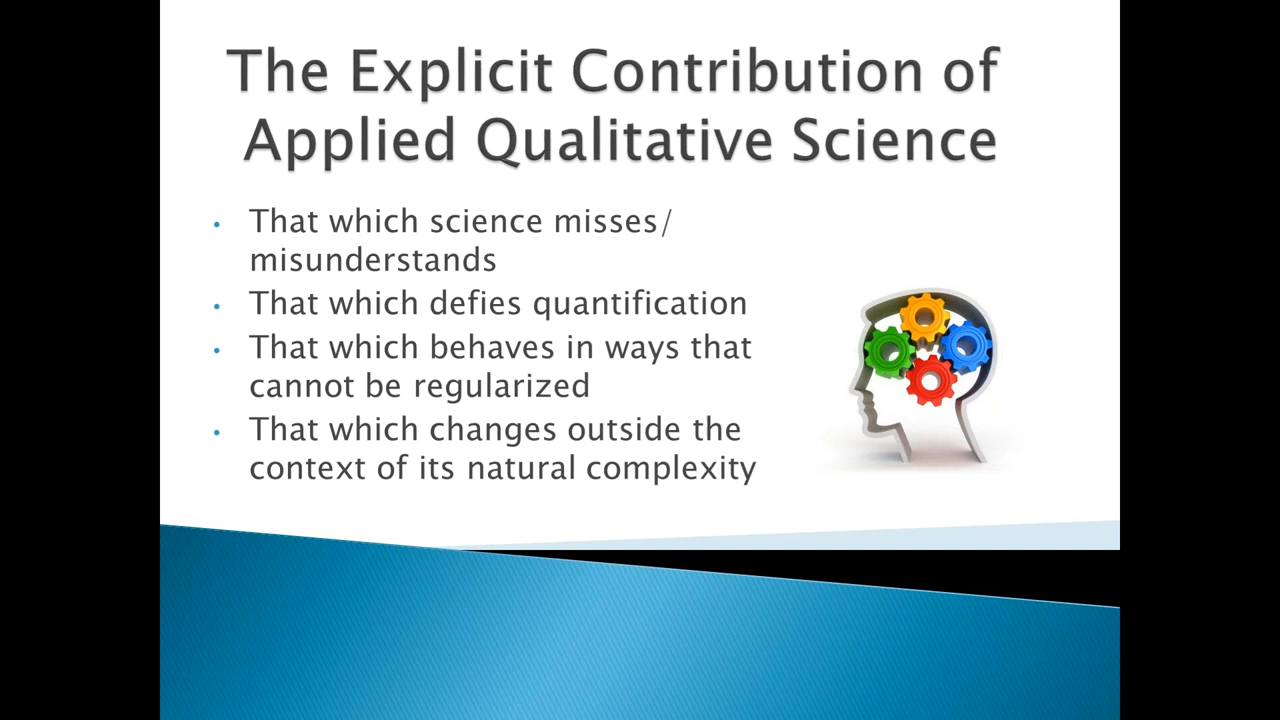 The Explicit Contribution of
Applied Qualitative Science
• That which science misses/
misunderstands
• That which defies quantification
• That which behaves in ways that
cannot be regularized
• That which changes outside the
context of its natural complexity